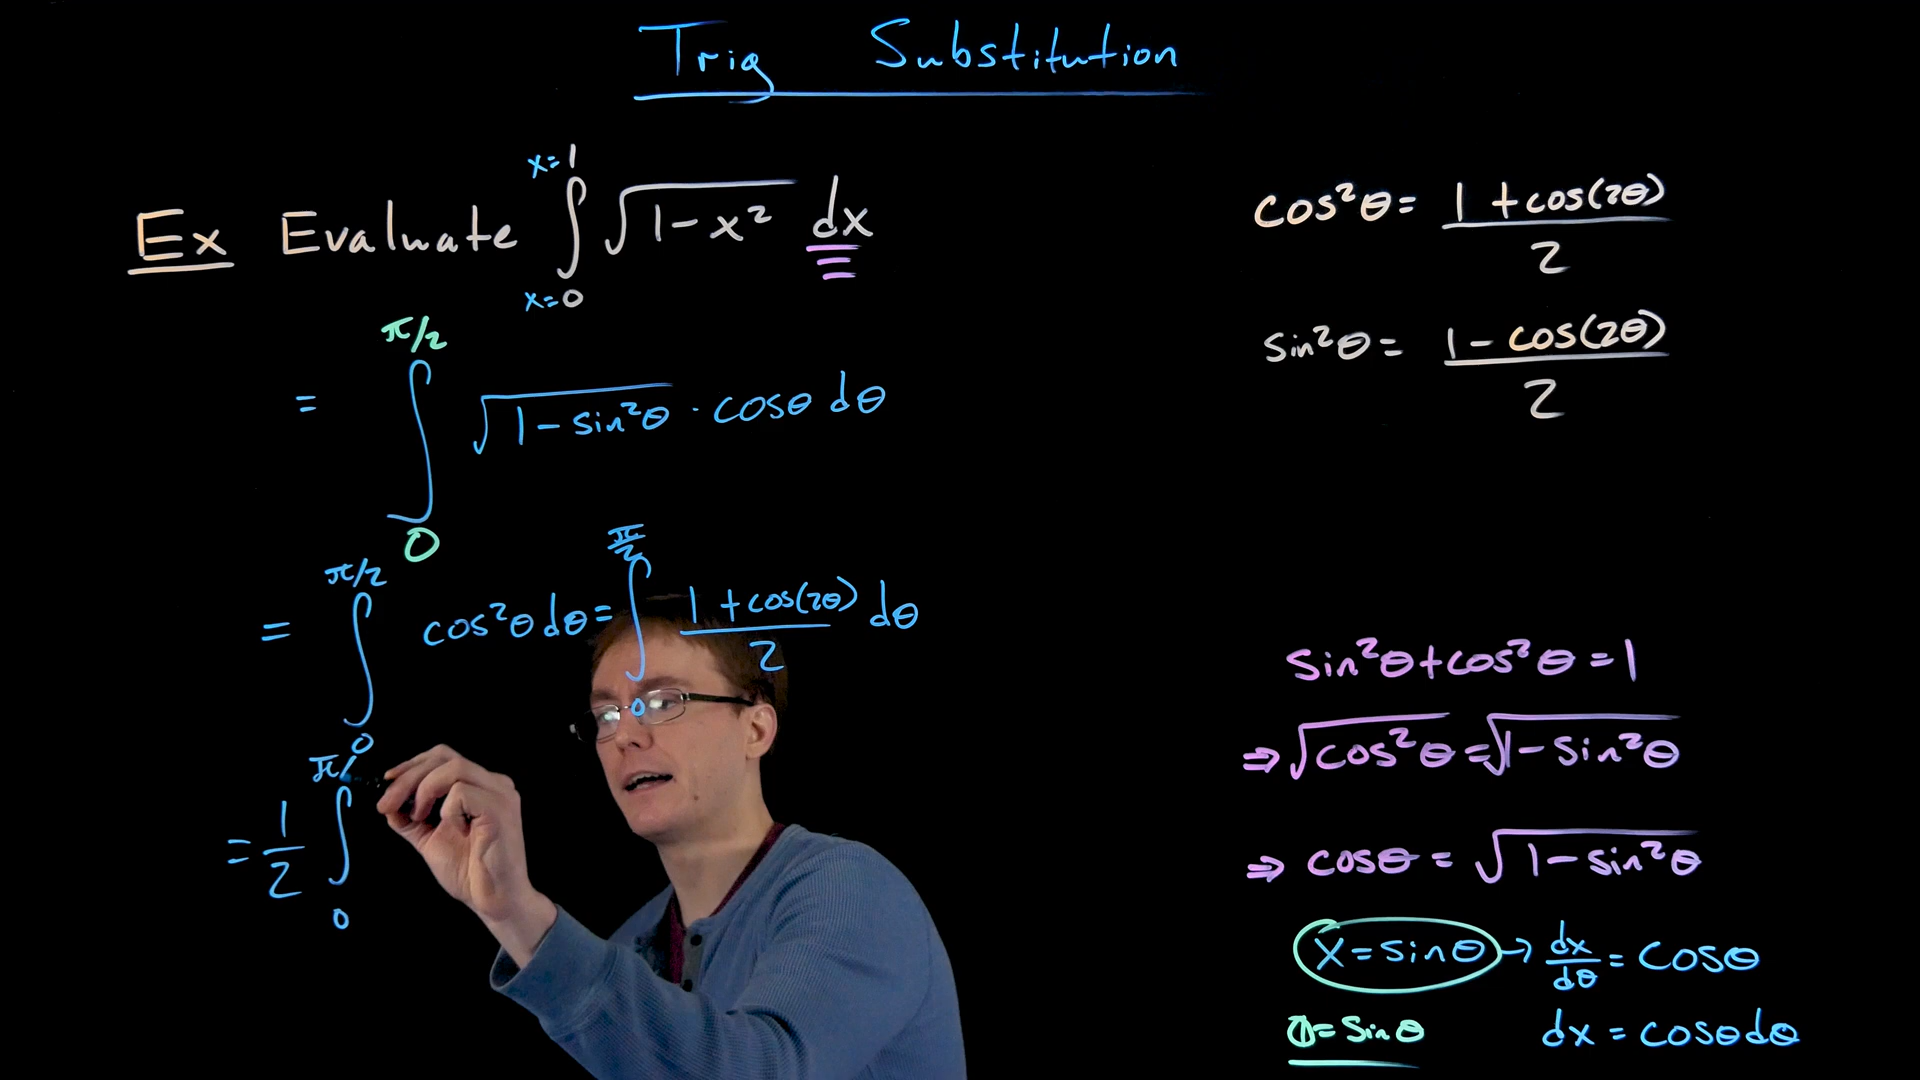 Trig Substitution
Ex Evaluate ∫_{x=0}^{x=1} √(1-x²) dx
= ∫_0^{π/2} √(1-sin²θ) · cosθ dθ
= ∫_0^{π/2} cos²θ dθ = ∫_0^{π/2} (1+cos(2θ))/2 dθ
= 1/2 ∫_0^{π/
cos²θ = (1+cos(2θ))/2
sin²θ = (1-cos(2θ))/2
sin²θ+cos²θ=1
⇒ √(cos²θ) = √(1-sin²θ)
⇒ cosθ = √(1-sin²θ)
x=sinθ → dx/dθ = cosθ
= sinθ dx = cosθdθ